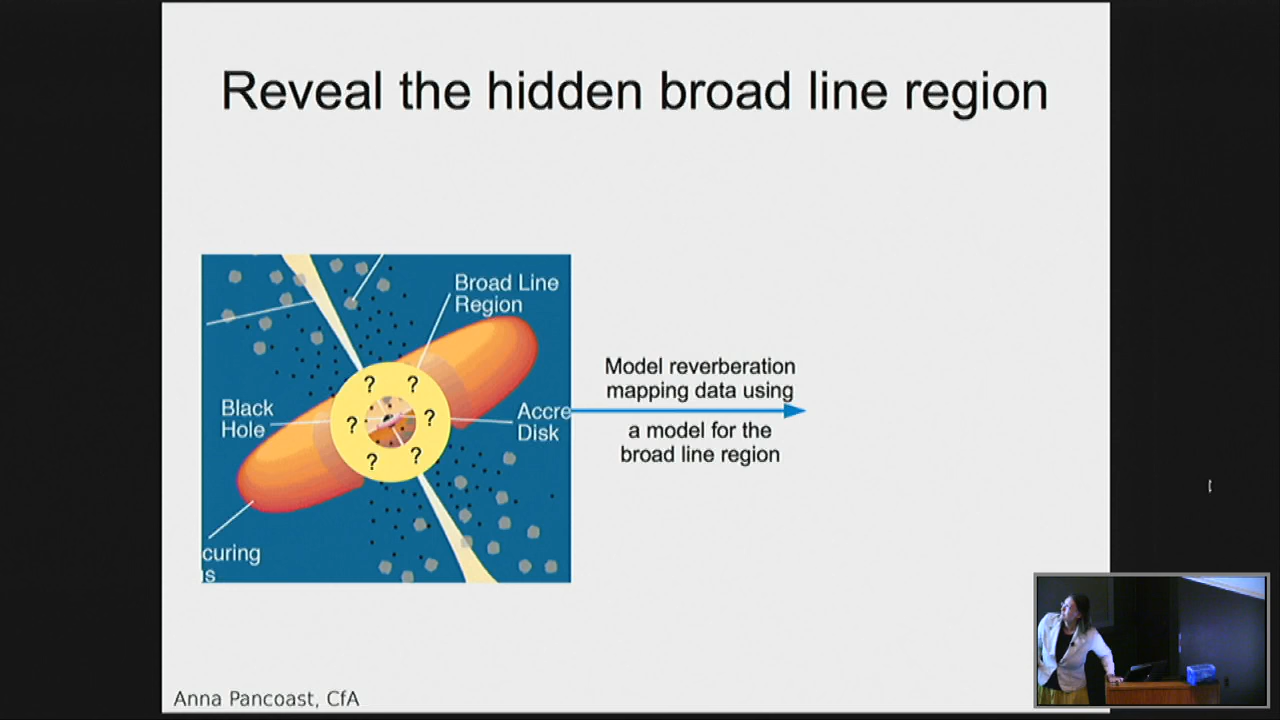 Reveal the hidden broad line region
Broad Line
Region
? ?
Black
Hole
? ?
Accre
Disk
? ?
curing
s
Model reverberation
mapping data using
a model for the
broad line region
Anna Pancoast, CfA